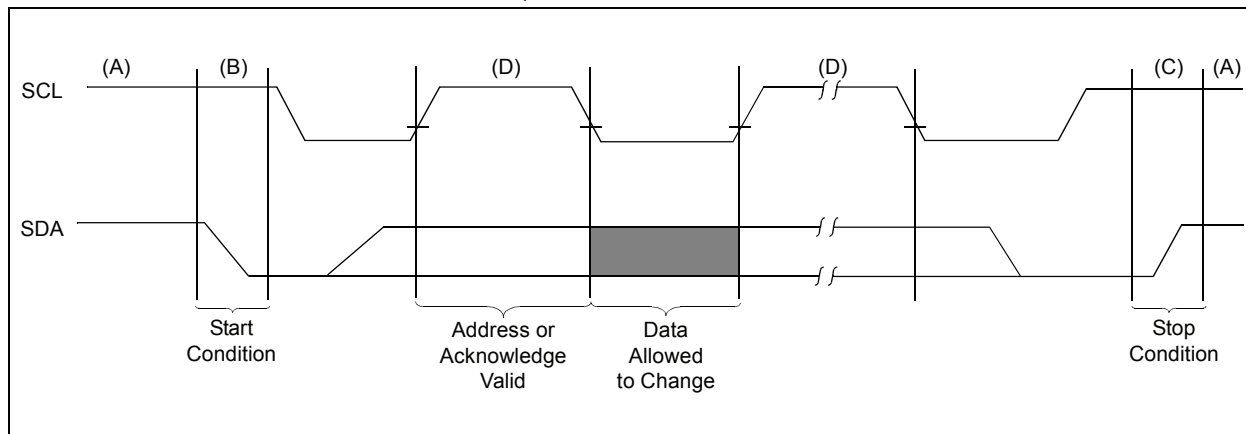 (A) (B) (D) (D) (C) (A)
SCL
SDA
Start
Condition
Address or
Acknowledge
Valid
Data
Allowed
to Change
Stop
Condition